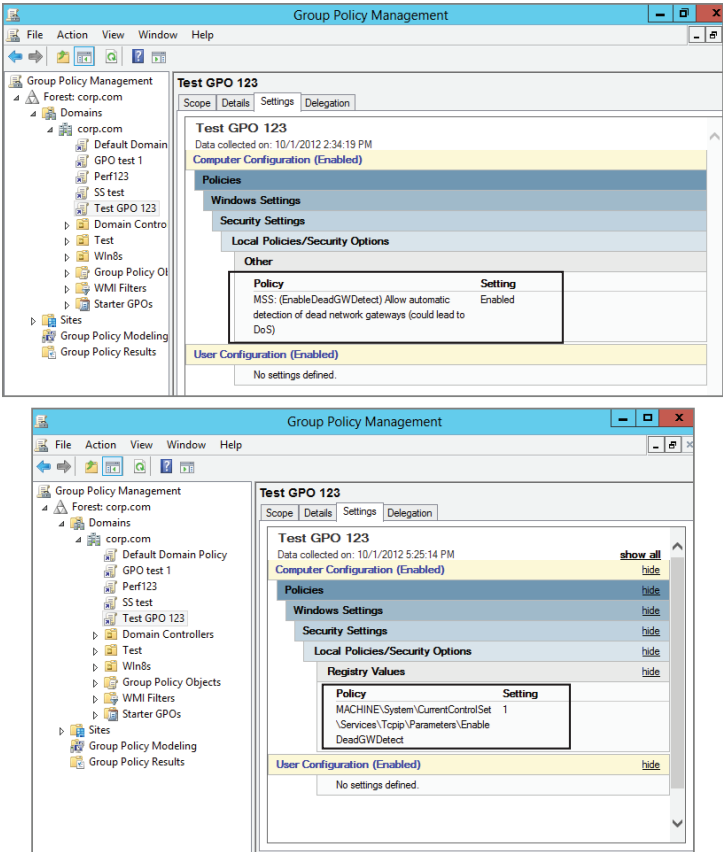 Group Policy Management
File Action View Window Help
Group Policy Management
Forest: corp.com
Domains
corp.com
Default Domain
GPO test 1
Perf123
SS test
Test GPO 123
Domain Contro
Test
WIn8s
Group Policy Ob
WMI Filters
Starter GPOs
Sites
Group Policy Modeling
Group Policy Results
Test GPO 123
Scope Details Settings Delegation
Test GPO 123
Data collected on: 10/1/2012 2:34:19 PM
Computer Configuration (Enabled)
Policies
Windows Settings
Security Settings
Local Policies/Security Options
Other
Policy Setting
MSS: (EnableDeadGWDetect) Allow automatic Enabled
detection of dead network gateways (could lead to
DoS)
User Configuration (Enabled)
No settings defined.
Group Policy Management
File Action View Window Help
Group Policy Management
Forest: corp.com
Domains
corp.com
Default Domain Policy
GPO test 1
Perf123
SS test
Test GPO 123
Domain Controllers
Test
WIn8s
Group Policy Objects
WMI Filters
Starter GPOs
Sites
Group Policy Modeling
Group Policy Results
Test GPO 123
Scope Details Settings Delegation
Test GPO 123
Data collected on: 10/1/2012 5:25:14 PM show all
Computer Configuration (Enabled) hide
Policies hide
Windows Settings hide
Security Settings hide
Local Policies/Security Options hide
Registry Values hide
Policy Setting
MACHINE\System\CurrentControlSet 1
\Services\Tcpip\Parameters\Enable
DeadGWDetect
User Configuration (Enabled) hide
No settings defined.